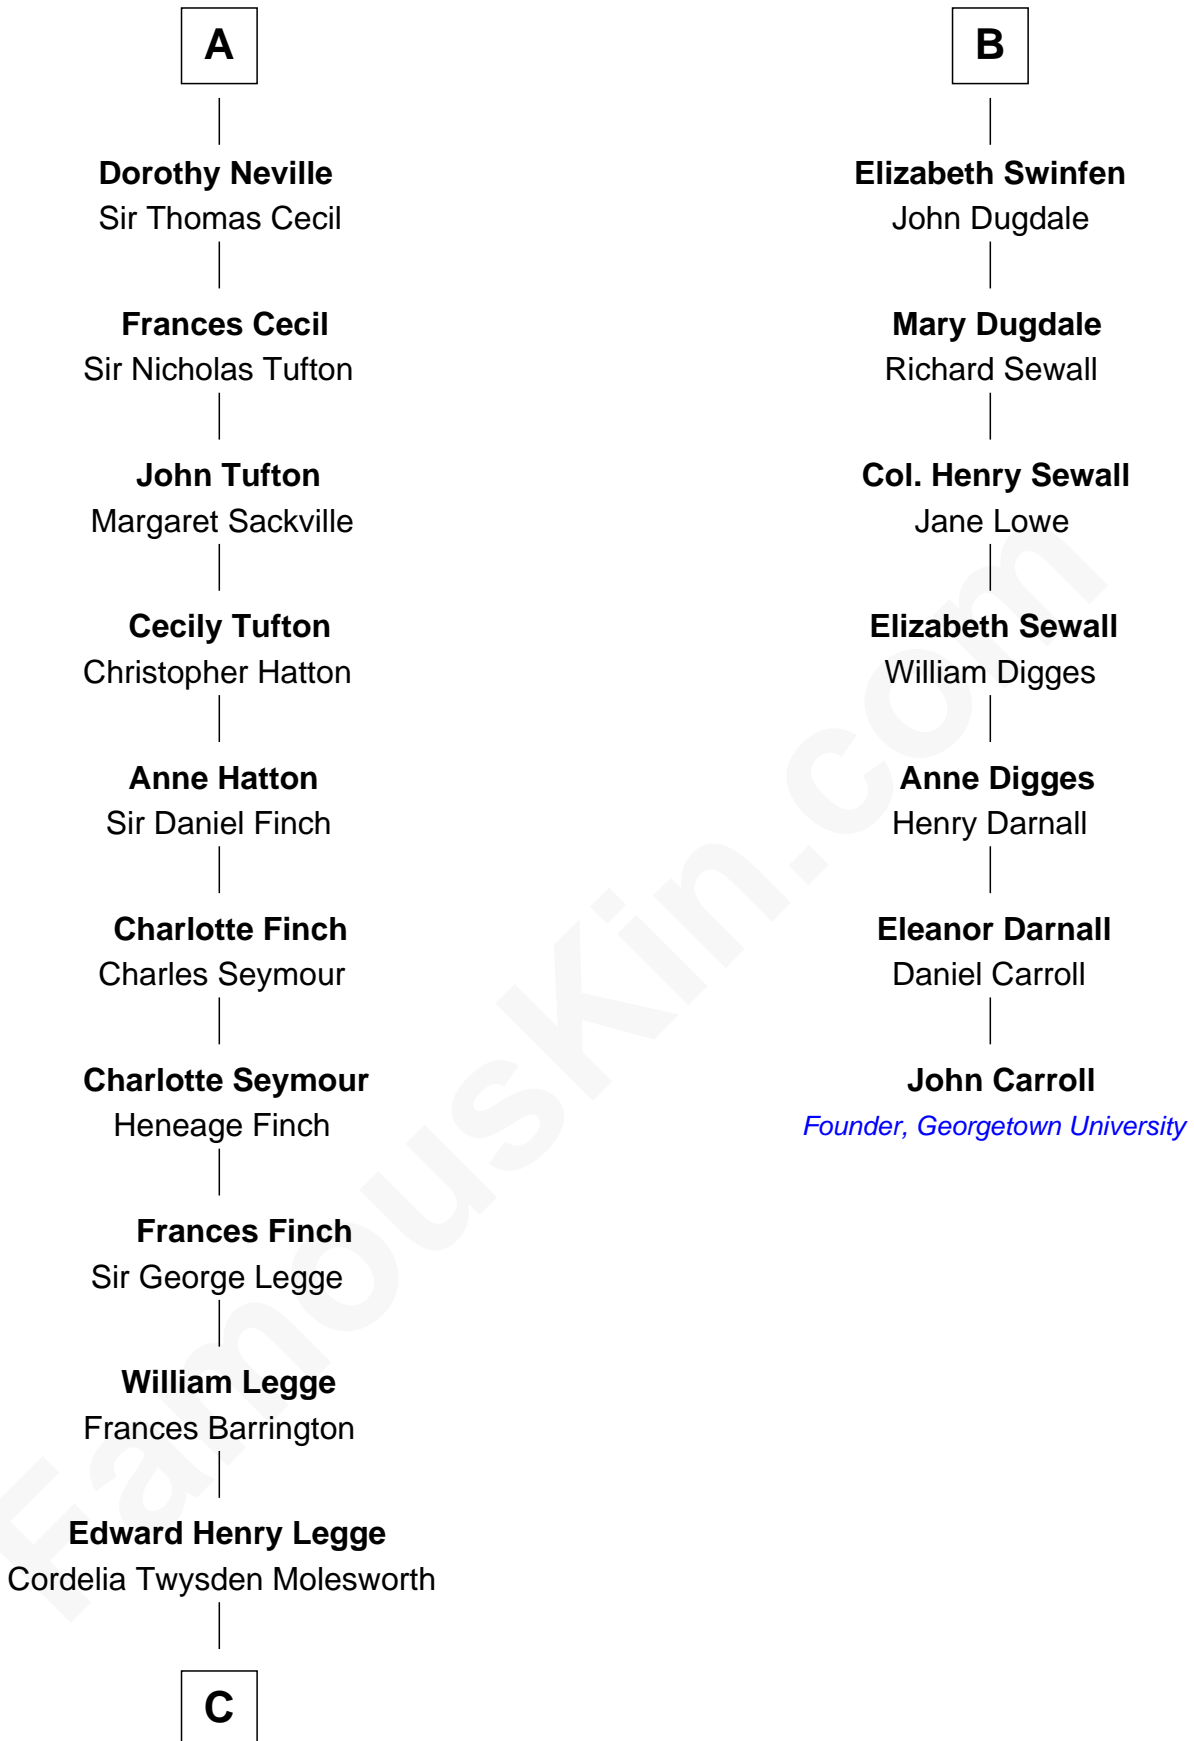 A
Dorothy Neville
Sir Thomas Cecil
Frances Cecil
Sir Nicholas Tufton
John Tufton
Margaret Sackville
Cecily Tufton
Christopher Hatton
Anne Hatton
Sir Daniel Finch
Charlotte Finch
Charles Seymour
Charlotte Seymour
Heneage Finch
Frances Finch
Sir George Legge
William Legge
Frances Barrington
Edward Henry Legge
Cordelia Twysden Molesworth
C
B
Elizabeth Swinfen
John Dugdale
Mary Dugdale
Richard Sewall
Col. Henry Sewall
Jane Lowe
Elizabeth Sewall
William Digges
Anne Digges
Henry Darnall
Eleanor Darnall
Daniel Carroll
John Carroll
Founder, Georgetown University
FamousKin.com